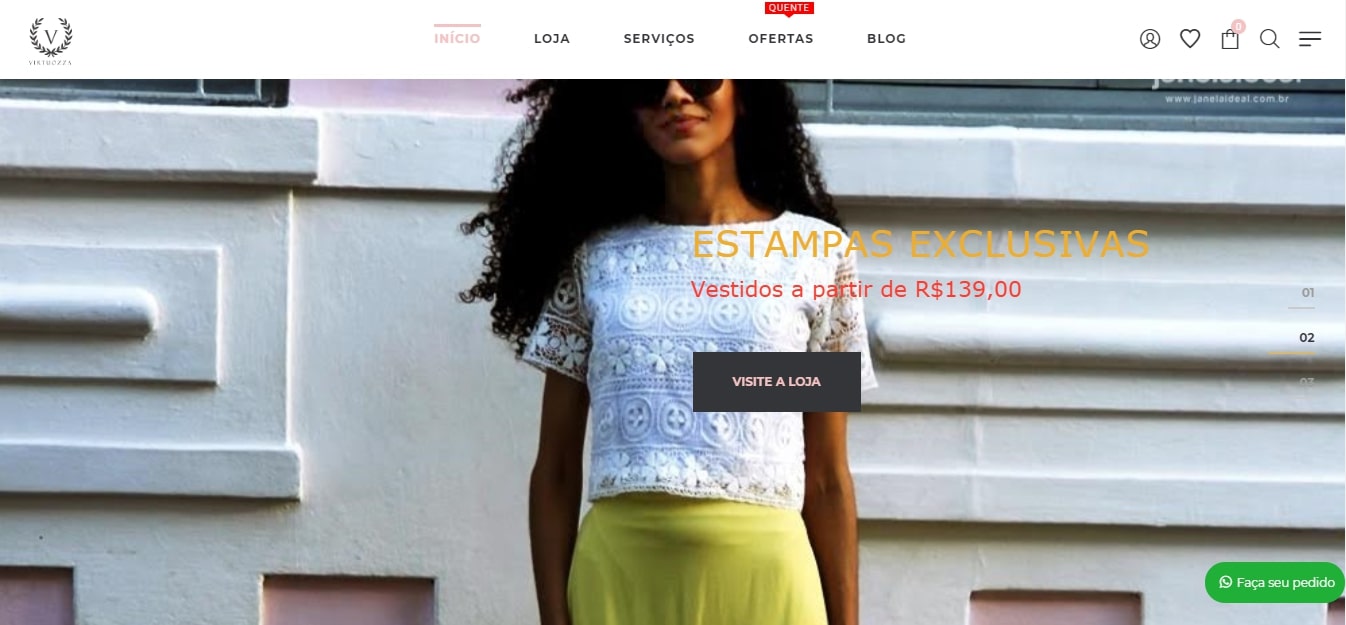 QUENTE
V
VIRTUOZZA
INÍCIO
LOJA
SERVIÇOS
OFERTAS
BLOG
0
janelaideal
www.janelaideal.com.br
ESTAMPAS EXCLUSIVAS
Vestidos a partir de R$139,00
01
02
03
VISITE A LOJA
Faça seu pedido